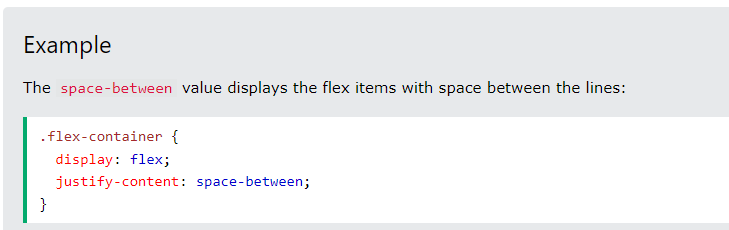 Example
The space-between value displays the flex items with space between the lines:
.flex-container {
  display: flex;
  justify-content: space-between;
}